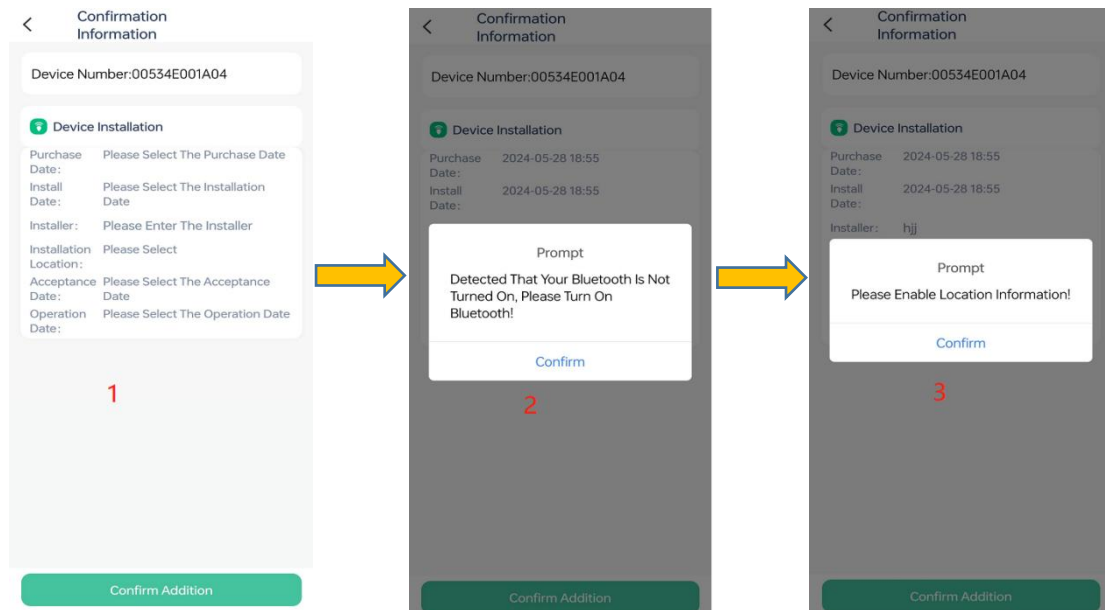 Confirmation
Information
Device Number:00534E001A04
Device Installation
Purchase Please Select The Purchase Date
Date:
Install Please Select The Installation
Date: Date
Installer: Please Enter The Installer
Installation Please Select
Location:
Acceptance Please Select The Acceptance
Date: Date
Operation Please Select The Operation Date
Date:
1
Confirm Addition
Confirmation
Information
Device Number:00534E001A04
Device Installation
Purchase 2024-05-28 18:55
Date:
Install 2024-05-28 18:55
Date:
Prompt
Detected That Your Bluetooth Is Not
Turned On, Please Turn On
Bluetooth!
Confirm
2
Confirm Addition
Confirmation
Information
Device Number:00534E001A04
Device Installation
Purchase 2024-05-28 18:55
Date:
Install 2024-05-28 18:55
Date:
Installer: hjj
Prompt
Please Enable Location Information!
Confirm
3
Confirm Addition